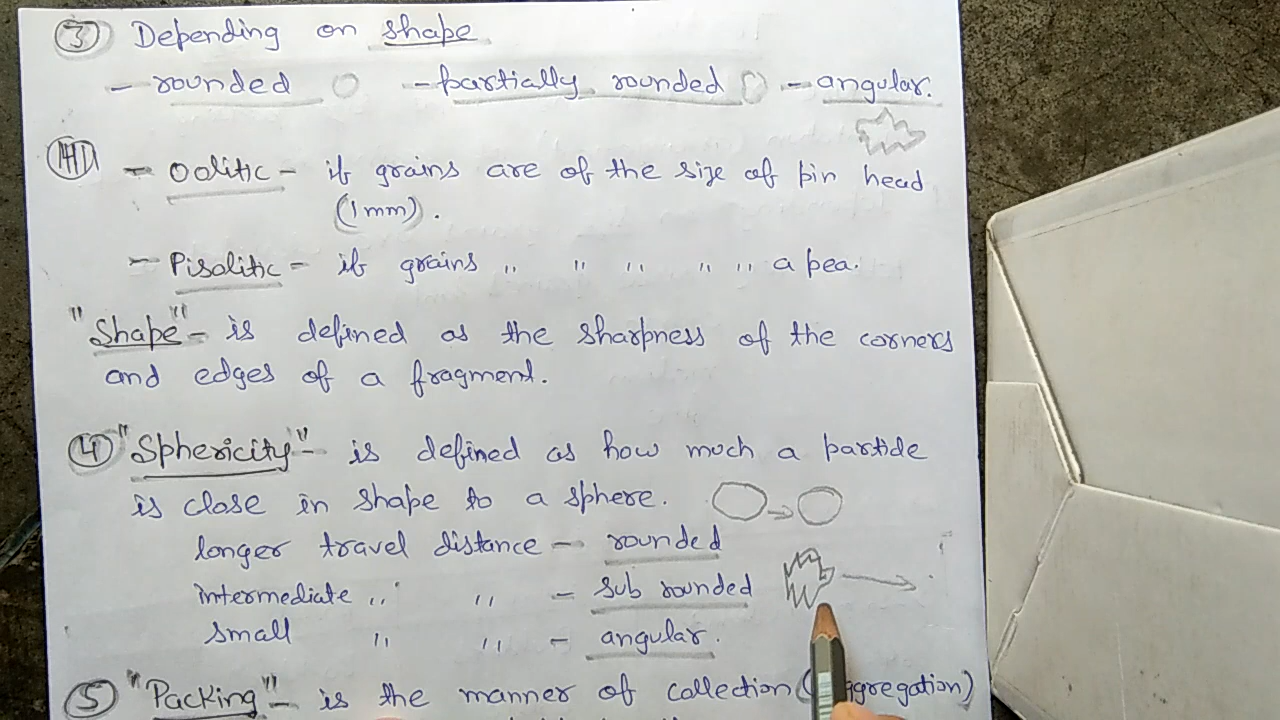 ③ Depending on shape
- rounded - partially rounded - angular.
- Oolitic - if grains are of the size of pin head
(1mm).
- Pisolitic - if grains ,, ,, ,, ,, ,, a pea.
"Shape" - is defined as the sharpness of the corners
and edges of a fragment.
④ "Sphericity" - is defined as how much a particle
is close in shape to a sphere.
longer travel distance - rounded
intermediate ,, ,, - sub rounded
small ,, ,, - angular.
⑤ "Packing" - is the manner of collection